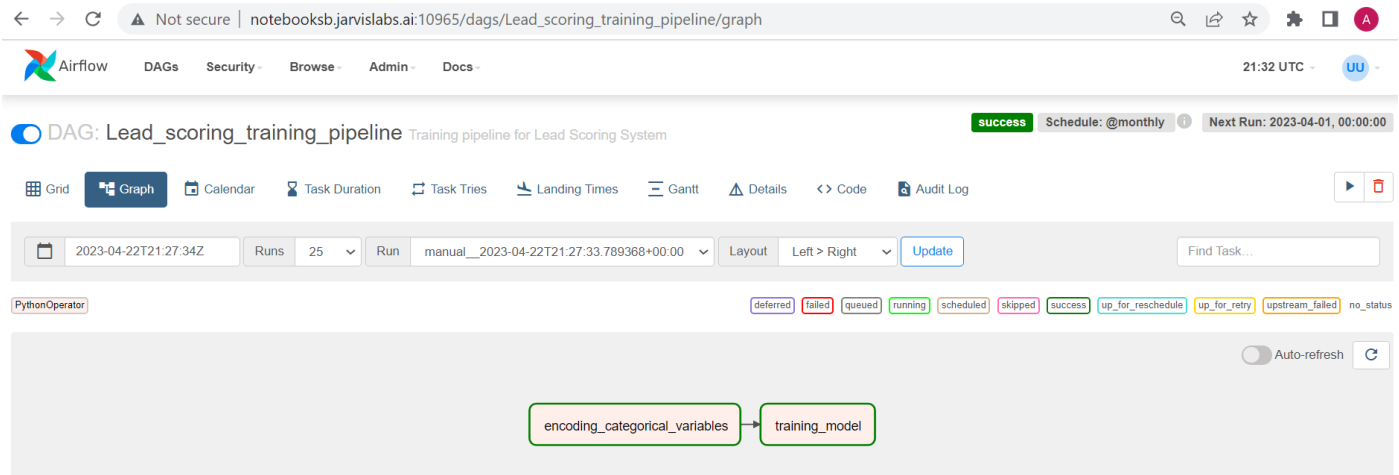 Not secure | notebooksb.jarvislabs.ai:10965/dags/Lead_scoring_training_pipeline/graph
A
Airflow DAGs Security Browse Admin Docs 21:32 UTC UU
DAG: Lead_scoring_training_pipeline Training pipeline for Lead Scoring System success Schedule: @monthly i Next Run: 2023-04-01, 00:00:00
Grid Graph Calendar Task Duration Task Tries Landing Times Gantt Details <> Code Audit Log
2023-04-22T21:27:34Z Runs 25 Run manual__2023-04-22T21:27:33.789368+00:00 Layout Left > Right Update Find Task...
PythonOperator deferred failed queued running scheduled skipped success up_for_reschedule up_for_retry upstream_failed no_status
Auto-refresh
encoding_categorical_variables training_model